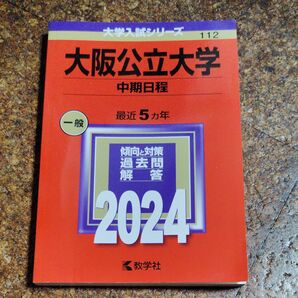 大学入試シリーズ
112
大阪公立大学
中期日程
最近5カ年
一般
傾向と対策
過去問
解答
2024
教学社